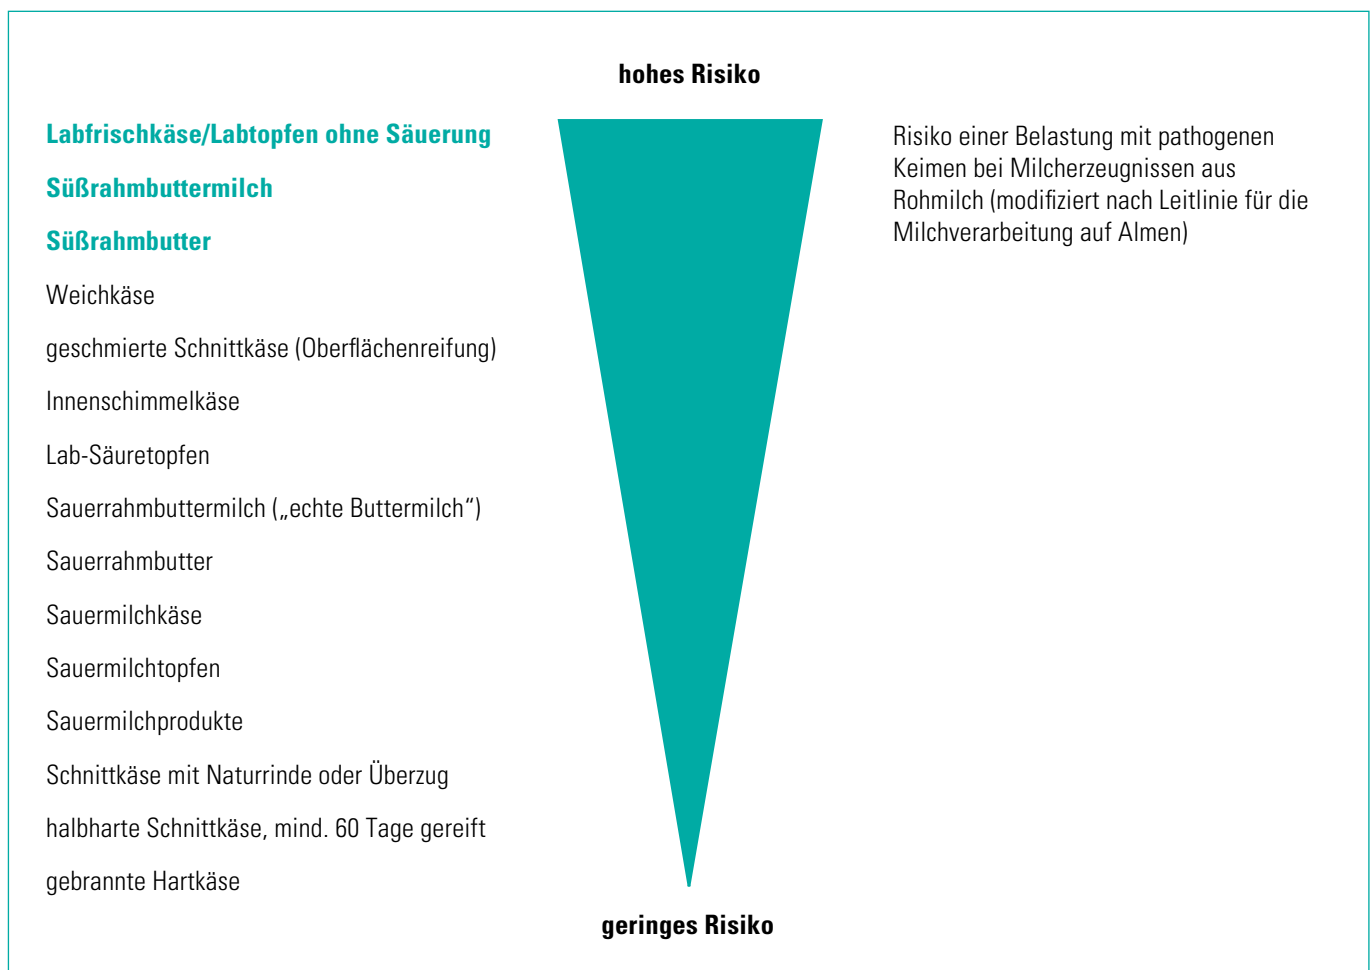 hohes Risiko
Labfrischkäse/Labtopfen ohne Säuerung
Süßrahmbuttermilch
Süßrahmbutter
Weichkäse
geschmierte Schnittkäse (Oberflächenreifung)
Innenschimmelkäse
Lab-Säuretopfen
Sauerrahmbuttermilch („echte Buttermilch“)
Sauerrahmbutter
Sauermilchkäse
Sauermilchtopfen
Sauermilchprodukte
Schnittkäse mit Naturrinde oder Überzug
halbharte Schnittkäse, mind. 60 Tage gereift
gebrannte Hartkäse
geringes Risiko
Risiko einer Belastung mit pathogenen
Keimen bei Milcherzeugnissen aus
Rohmilch (modifiziert nach Leitlinie für die
Milchverarbeitung auf Almen)